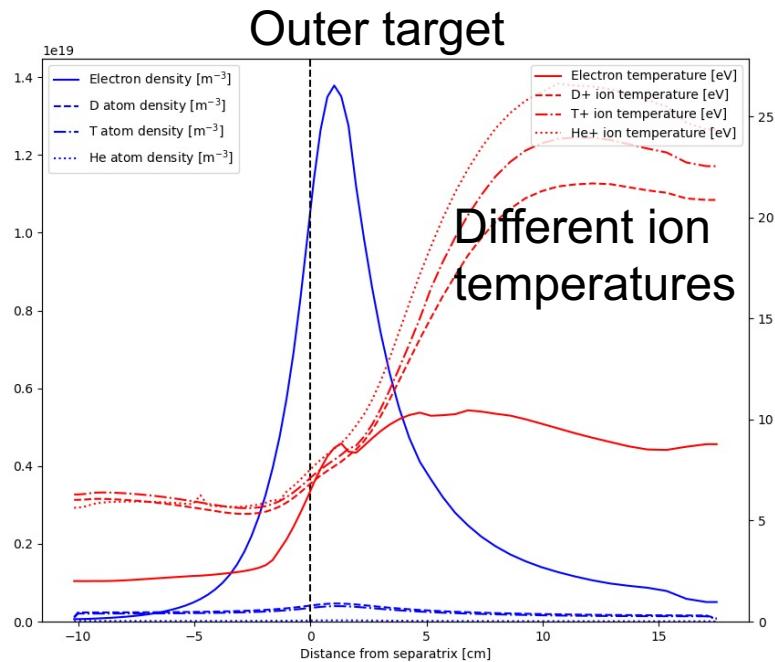 Outer target
1e19
Electron density [m⁻³]
D atom density [m⁻³]
T atom density [m⁻³]
He atom density [m⁻³]
Electron temperature [eV]
D+ ion temperature [eV]
T+ ion temperature [eV]
He+ ion temperature [eV]
Different ion
temperatures
1.4
1.2
1.0
0.8
0.6
0.4
0.2
0.0
25
20
15
10
5
0
−10
−5
0
5
10
15
Distance from separatrix [cm]